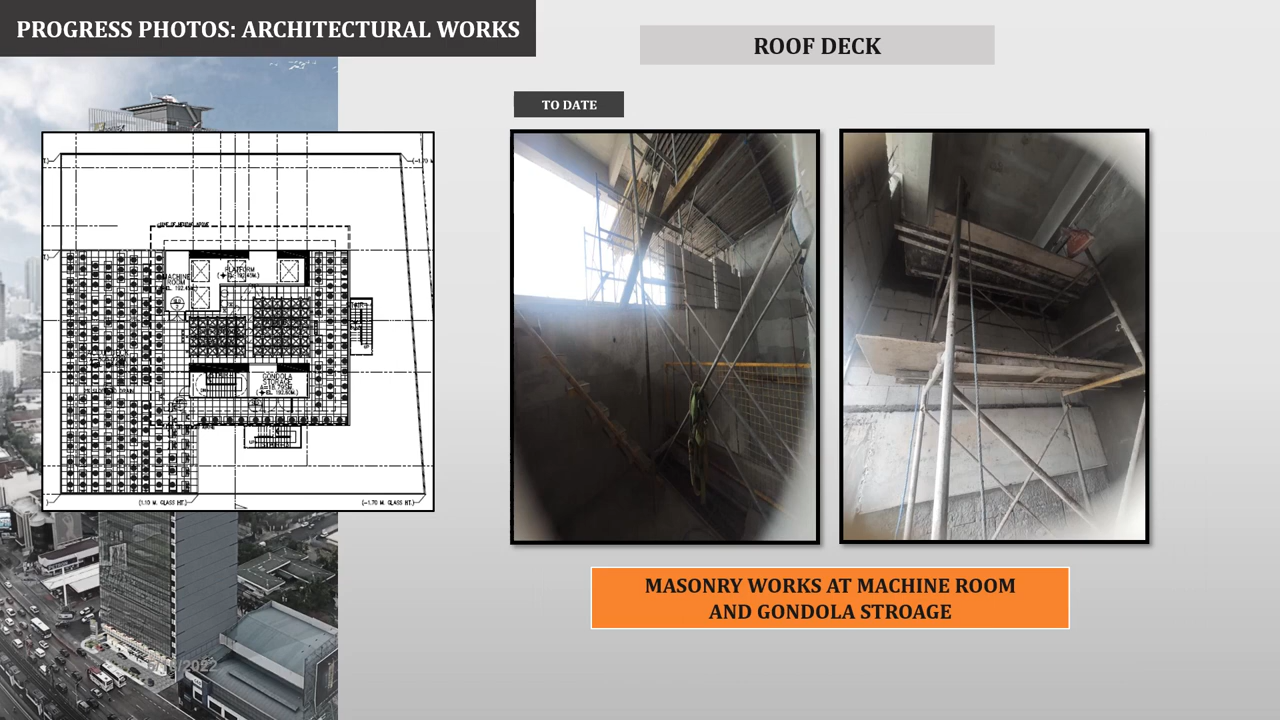 PROGRESS PHOTOS: ARCHITECTURAL WORKS
ROOF DECK
TO DATE
PLATFORM
MACHINE
ROOM
STORAGE
(1.10 M. GLASS HT.)
(-1.70 M. GLASS HT.)
MASONRY WORKS AT MACHINE ROOM
AND GONDOLA STROAGE